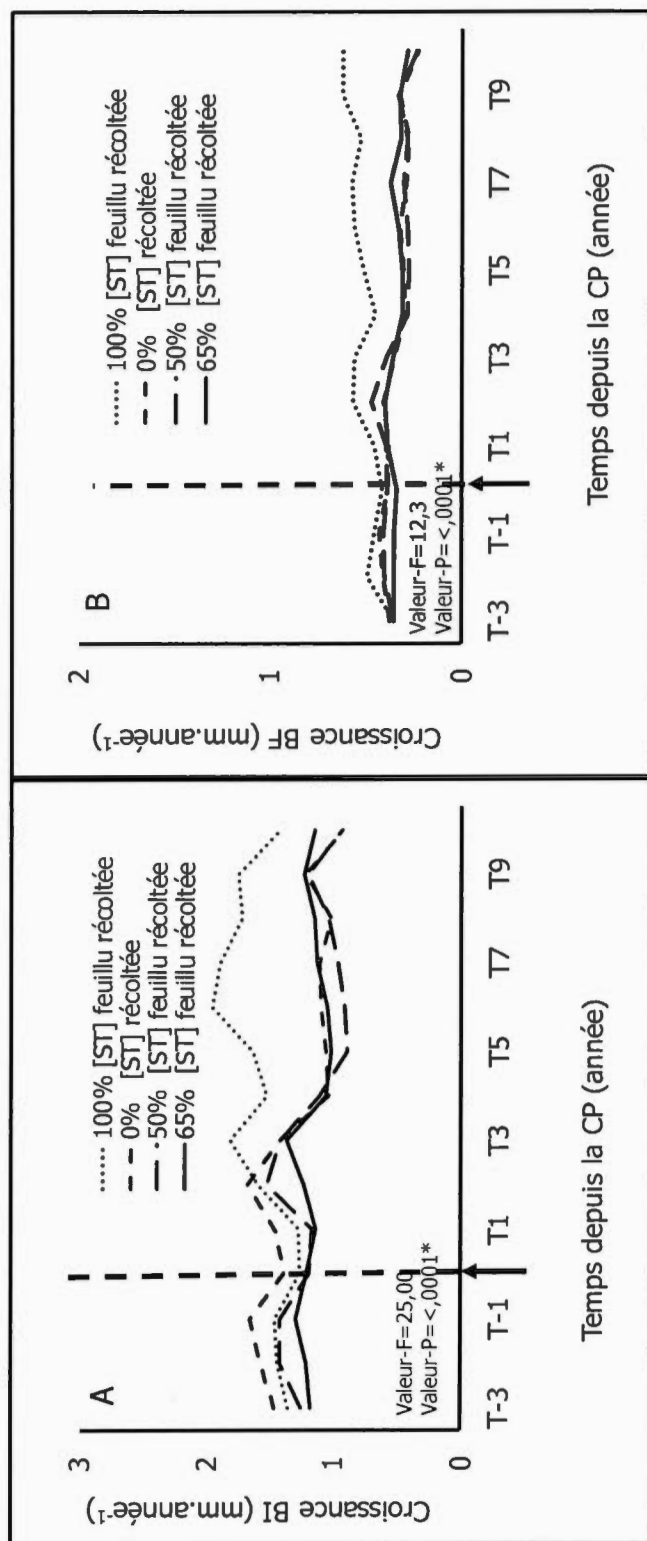 A
100% [ST] feuillu récoltée
0% [ST] récoltée
50% [ST] feuillu récoltée
65% [ST] feuillu récoltée
3
2
1
0
Croissance BI (mm.année-1)
Valeur-F=25,00
Valeur-P=<,0001*
T-3 T-1 T1 T3 T5 T7 T9
Temps depuis la CP (année)
B
100% [ST] feuillu récoltée
0% [ST] récoltée
50% [ST] feuillu récoltée
65% [ST] feuillu récoltée
2
1
0
Croissance BF (mm.année-1)
Valeur-F=12,3
Valeur-P=<,0001*
T-3 T-1 T1 T3 T5 T7 T9
Temps depuis la CP (année)